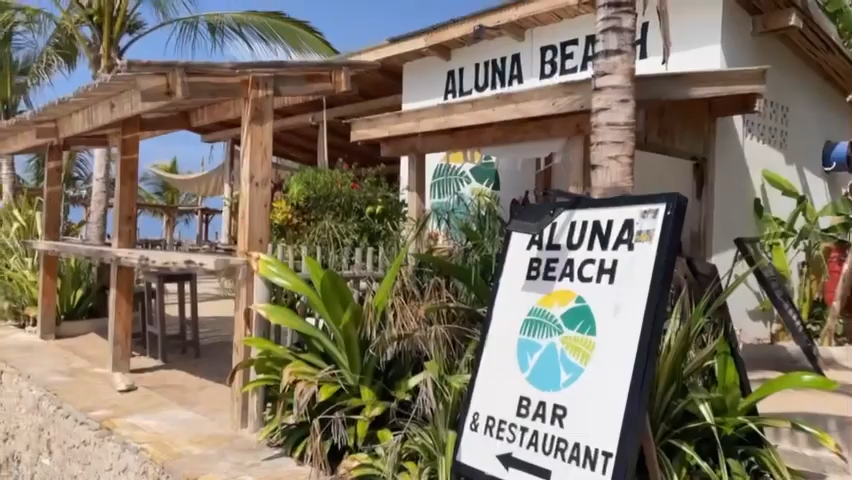 ALUNA BEACH
ALUNA
BEACH
BAR
& RESTAURANT